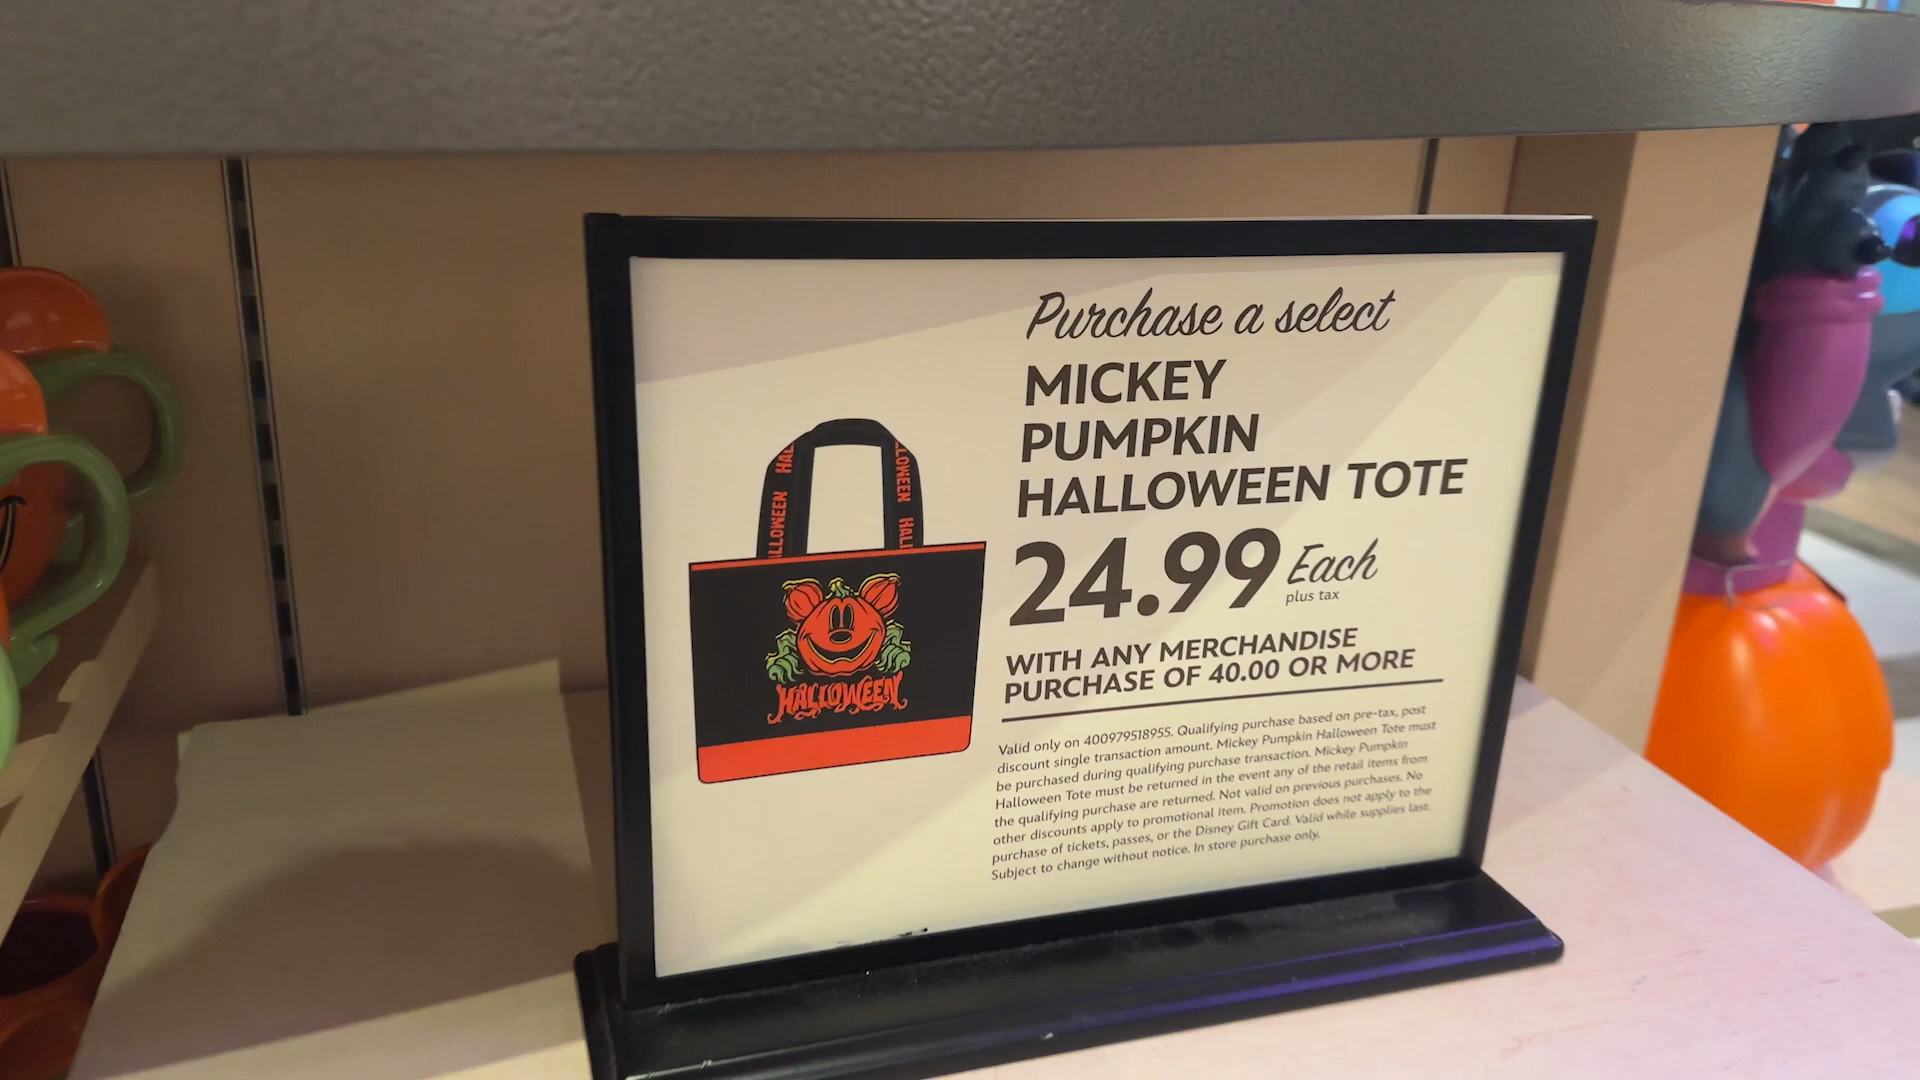 Purchase a select
MICKEY
PUMPKIN
HALLOWEEN TOTE
24.99 Each
plus tax
WITH ANY MERCHANDISE
PURCHASE OF 40.00 OR MORE
Valid only on 400979518955. Qualifying purchase based on pre-tax, post
discount single transaction amount. Mickey Pumpkin Halloween Tote must
be purchased during qualifying purchase transaction. Mickey Pumpkin
Halloween Tote must be returned in the event any of the retail items from
the qualifying purchase are returned. Not valid on previous purchases. No
other discounts apply to promotional item. Promotion does not apply to the
purchase of tickets, passes, or the Disney Gift Card. Valid while supplies last.
Subject to change without notice. In store purchase only.
HAL
LLOWEEN
LOWEEN
HALL
HALLOWEEN